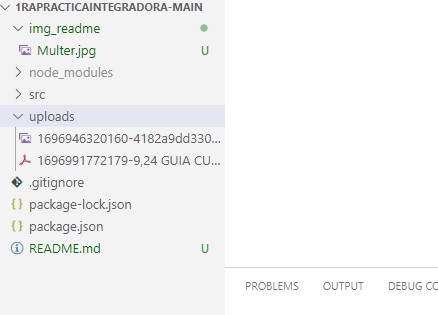 1RAPRACTICAINTEGRADORA-MAIN
img_readme
Multer.jpg U
node_modules
src
uploads
1696946320160-4182a9dd330...
1696991772179-9,24 GUIA CU...
.gitignore
package-lock.json
package.json
README.md U
PROBLEMS OUTPUT DEBUG CO